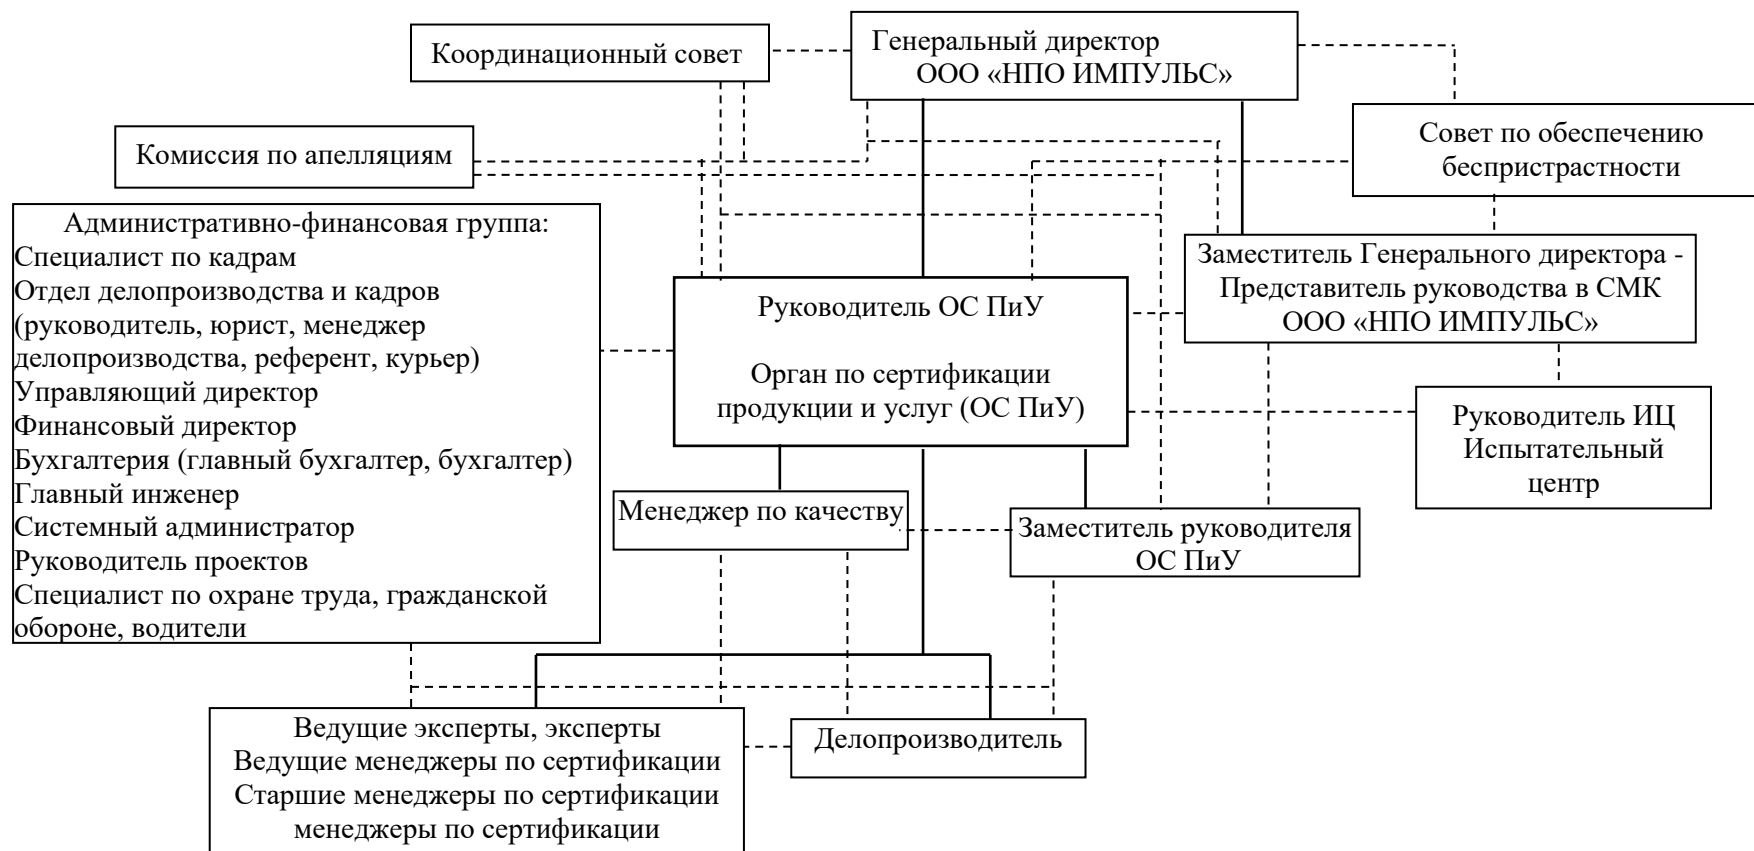 Координационный совет
Генеральный директор
ООО «НПО ИМПУЛЬС»
Комиссия по апелляциям
Совет по обеспечению
беспристрастности
Административно-финансовая группа:
Специалист по кадрам
Отдел делопроизводства и кадров
(руководитель, юрист, менеджер
делопроизводства, референт, курьер)
Управляющий директор
Финансовый директор
Бухгалтерия (главный бухгалтер, бухгалтер)
Главный инженер
Системный администратор
Руководитель проектов
Специалист по охране труда, гражданской
обороне, водители
Руководитель ОС ПиУ
Орган по сертификации
продукции и услуг (ОС ПиУ)
Заместитель Генерального директора -
Представитель руководства в СМК
ООО «НПО ИМПУЛЬС»
Руководитель ИЦ
Испытательный
центр
Менеджер по качеству
Заместитель руководителя
ОС ПиУ
Ведущие эксперты, эксперты
Ведущие менеджеры по сертификации
Старшие менеджеры по сертификации
менеджеры по сертификации
Делопроизводитель